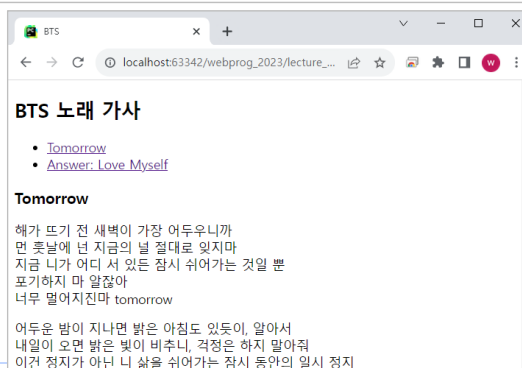 BTS
localhost:63342/webprog_2023/lecture_...
W
BTS 노래 가사
Tomorrow
Answer: Love Myself
Tomorrow
해가 뜨기 전 새벽이 가장 어두우니까
먼 훗날에 넌 지금의 널 절대로 잊지마
지금 니가 어디 서 있든 잠시 쉬어가는 것일 뿐
포기하지 마 알잖아
너무 멀어지진마 tomorrow
어두운 밤이 지나면 밝은 아침도 있듯이, 알아서
내일이 오면 밝은 빛이 비추니, 걱정은 하지 말아줘
이건 정지가 아닌 니 삶을 쉬어가는 잠시 동안의 일시 정지